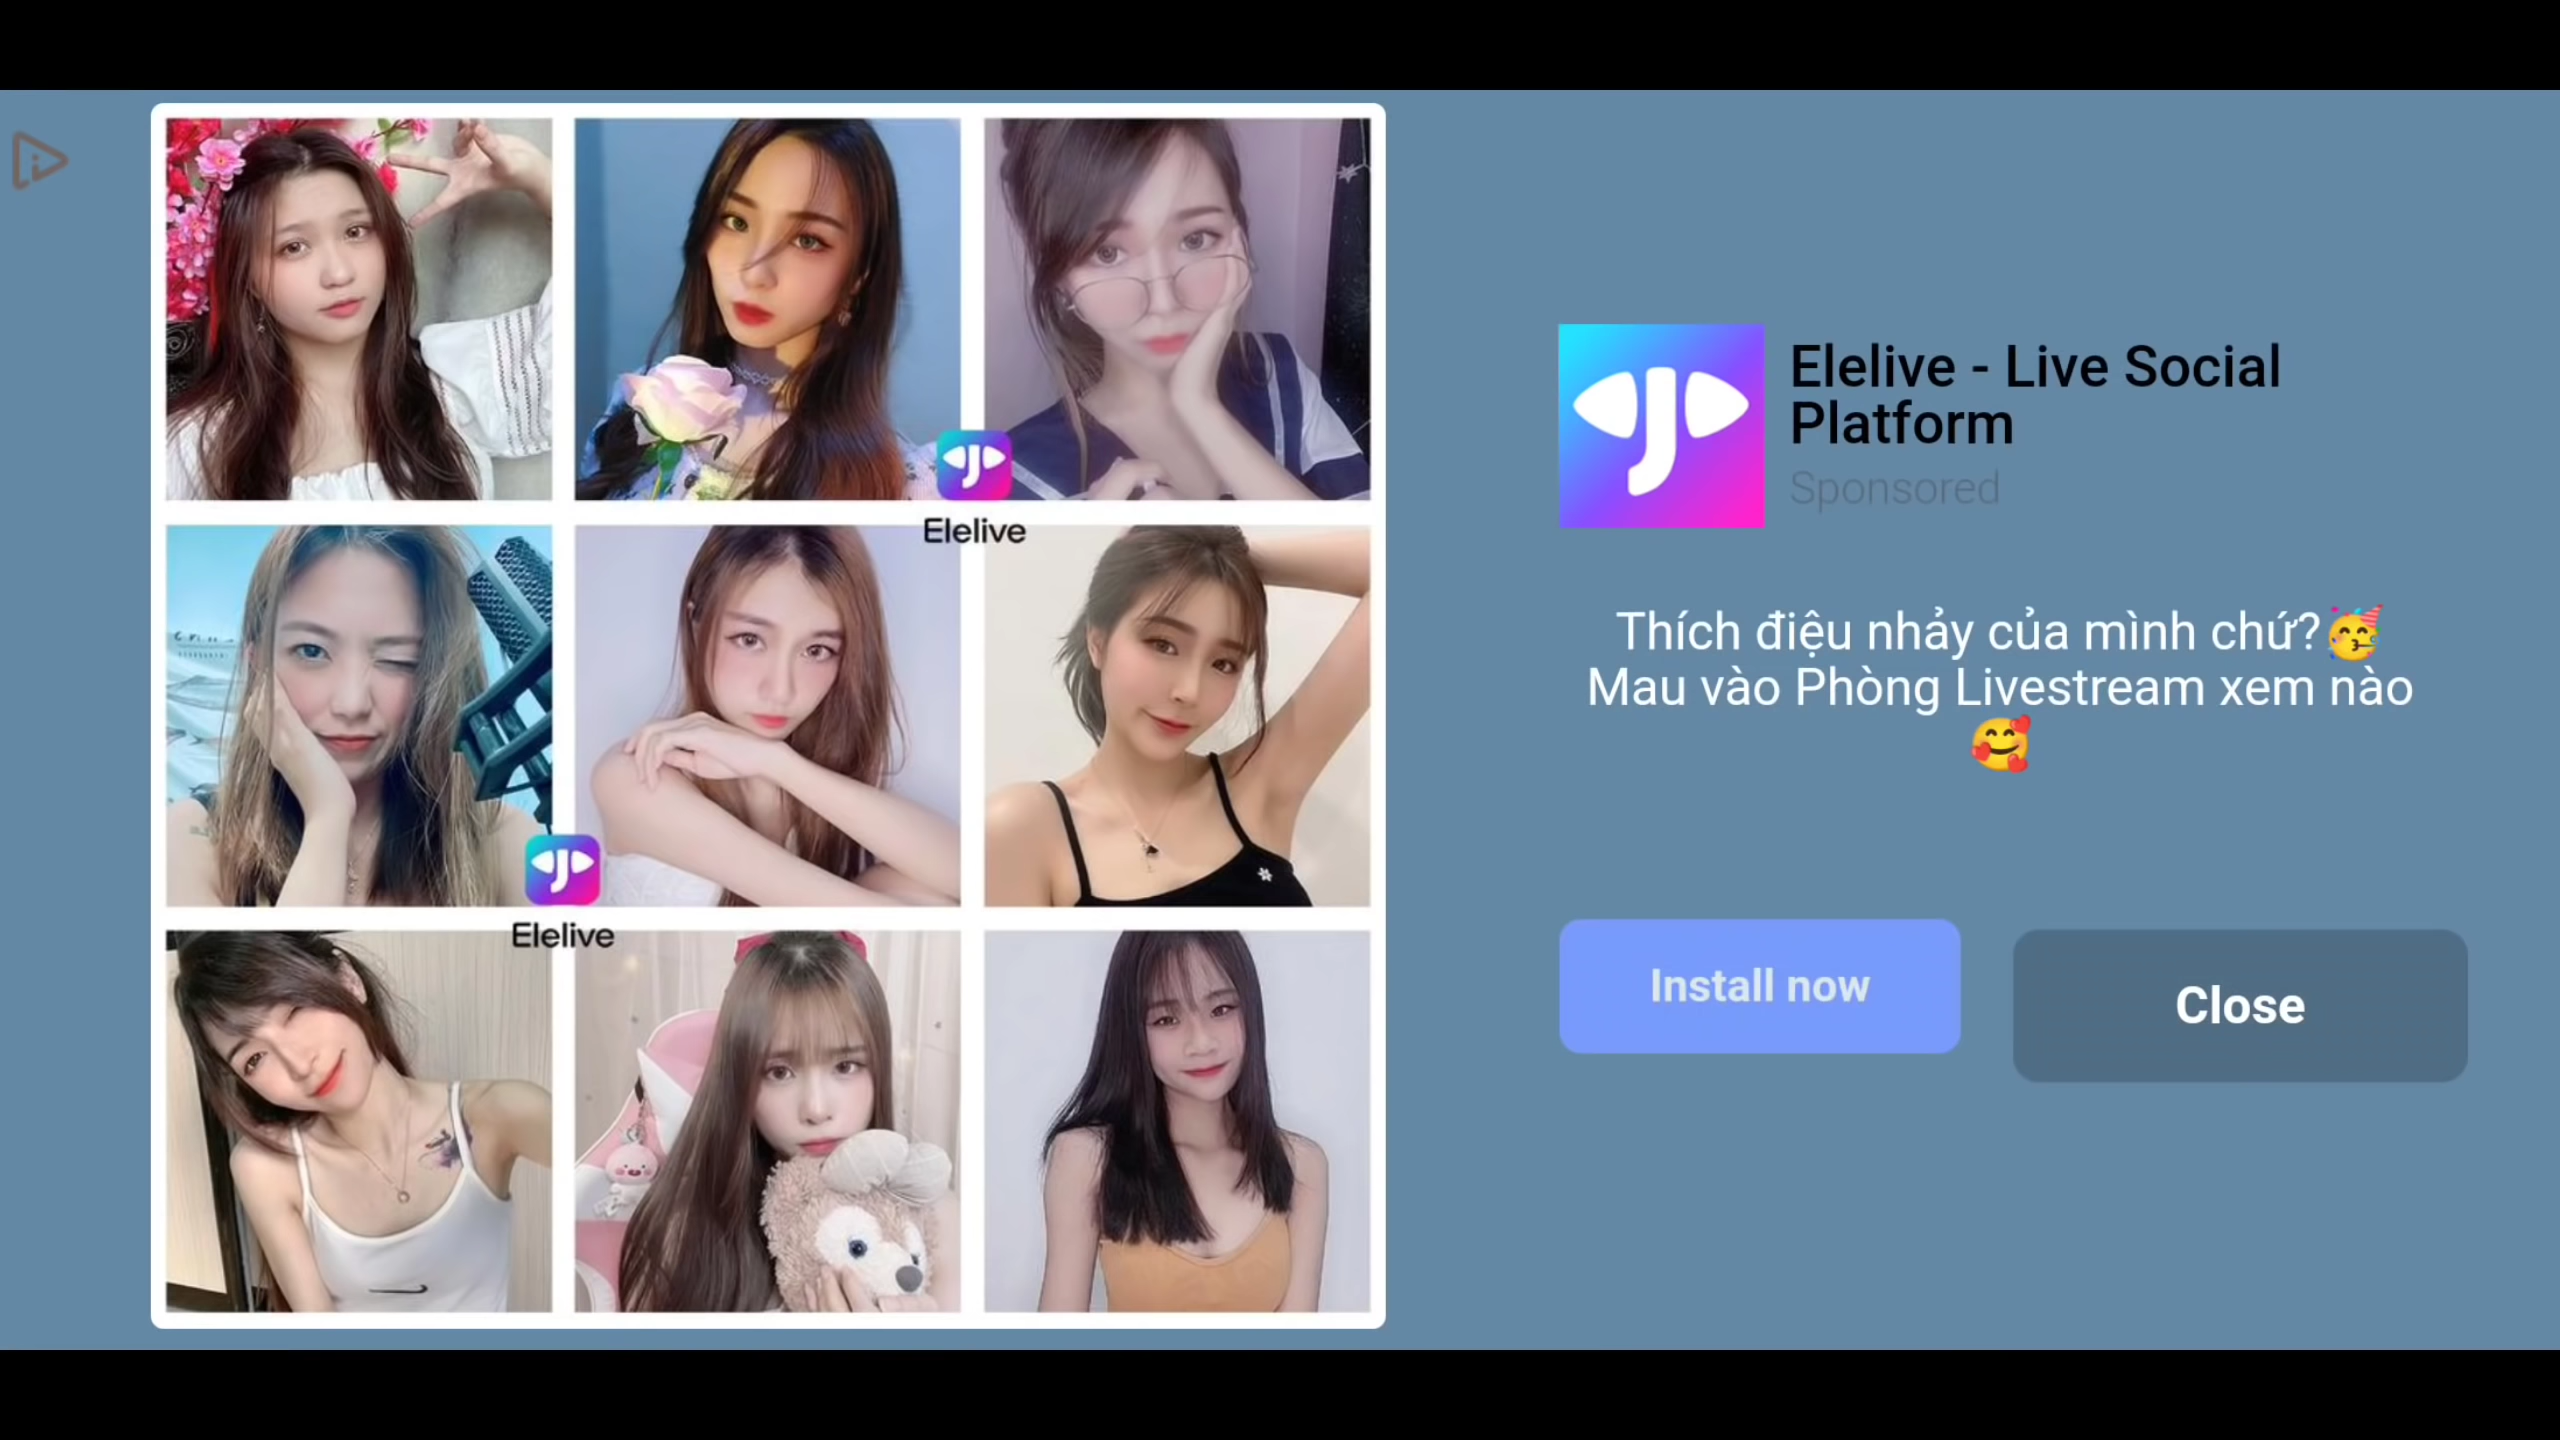 Elelive
Elelive
Elelive - Live Social
Platform
Sponsored
Thích điệu nhảy của mình chứ?🥳
Mau vào Phòng Livestream xem nào
🥰
Install now
Close